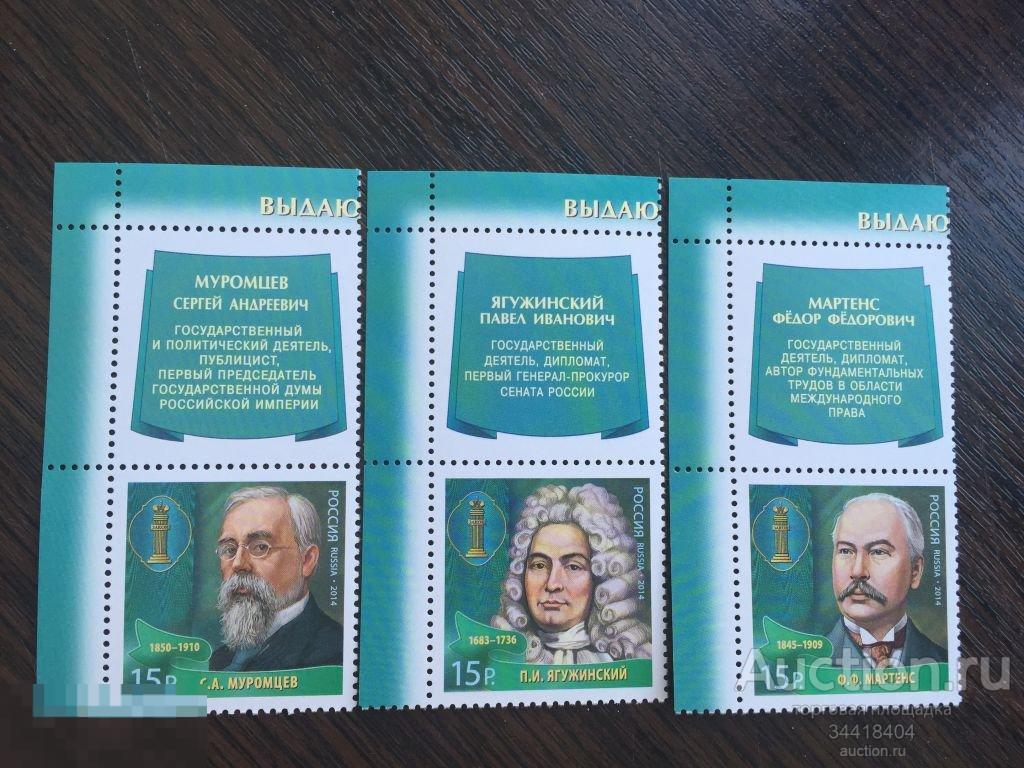 ВЫДАЮ
МУРОМЦЕВ
СЕРГЕЙ АНДРЕЕВИЧ
ГОСУДАРСТВЕННЫЙ
И ПОЛИТИЧЕСКИЙ ДЕЯТЕЛЬ,
ПУБЛИЦИСТ,
ПЕРВЫЙ ПРЕДСЕДАТЕЛЬ
ГОСУДАРСТВЕННОЙ ДУМЫ
РОССИЙСКОЙ ИМПЕРИИ
РОССИЯ RUSSIA • 2014
1850–1910
15р. С.А. МУРОМЦЕВ
ВЫДАЮ
ЯГУЖИНСКИЙ
ПАВЕЛ ИВАНОВИЧ
ГОСУДАРСТВЕННЫЙ
ДЕЯТЕЛЬ, ДИПЛОМАТ,
ПЕРВЫЙ ГЕНЕРАЛ-ПРОКУРОР
СЕНАТА РОССИИ
РОССИЯ RUSSIA • 2014
1683–1736
15р. П.И. ЯГУЖИНСКИЙ
ВЫДАЮ
МАРТЕНС
ФЁДОР ФЁДОРОВИЧ
ГОСУДАРСТВЕННЫЙ
ДЕЯТЕЛЬ, ДИПЛОМАТ,
АВТОР ФУНДАМЕНТАЛЬНЫХ
ТРУДОВ В ОБЛАСТИ
МЕЖДУНАРОДНОГО
ПРАВА
РОССИЯ RUSSIA • 2014
1845–1909
15р. Ф.Ф. МАРТЕНС
Auction.ru
торговая площадка
34418404
auction.ru